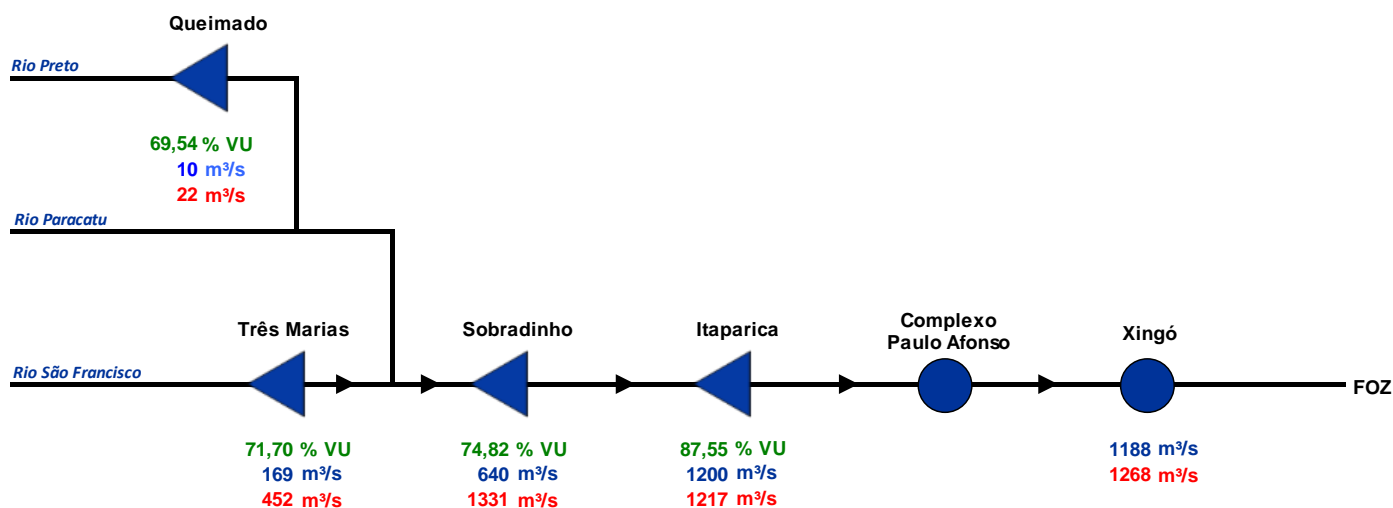 Queimado
Rio Preto
69,54 % VU
10 m³/s
22 m³/s
Rio Paracatu
Três Marias
Sobradinho
Itaparica
Complexo
Paulo Afonso
Xingó
Rio São Francisco
FOZ
71,70 % VU
169 m³/s
452 m³/s
74,82 % VU
640 m³/s
1331 m³/s
87,55 % VU
1200 m³/s
1217 m³/s
1188 m³/s
1268 m³/s